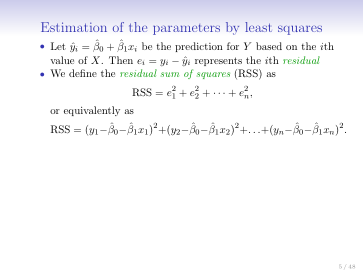 Estimation of the parameters by least squares
• Let ŷᵢ = β̂₀ + β̂₁xᵢ be the prediction for Y based on the ith
value of X. Then eᵢ = yᵢ − ŷᵢ represents the ith residual
• We define the residual sum of squares (RSS) as
RSS = e₁² + e₂² + ⋯ + eₙ²,
or equivalently as
RSS = (y₁−β̂₀−β̂₁x₁)²+(y₂−β̂₀−β̂₁x₂)²+…+(yₙ−β̂₀−β̂₁xₙ)².
5 / 48